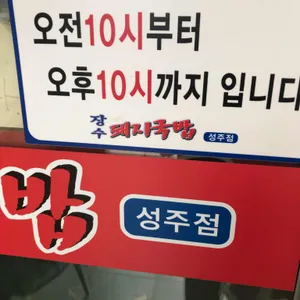 오전10시부터
오후10시까지 입니다
장수 돼지국밥 성주점
밥 성주점